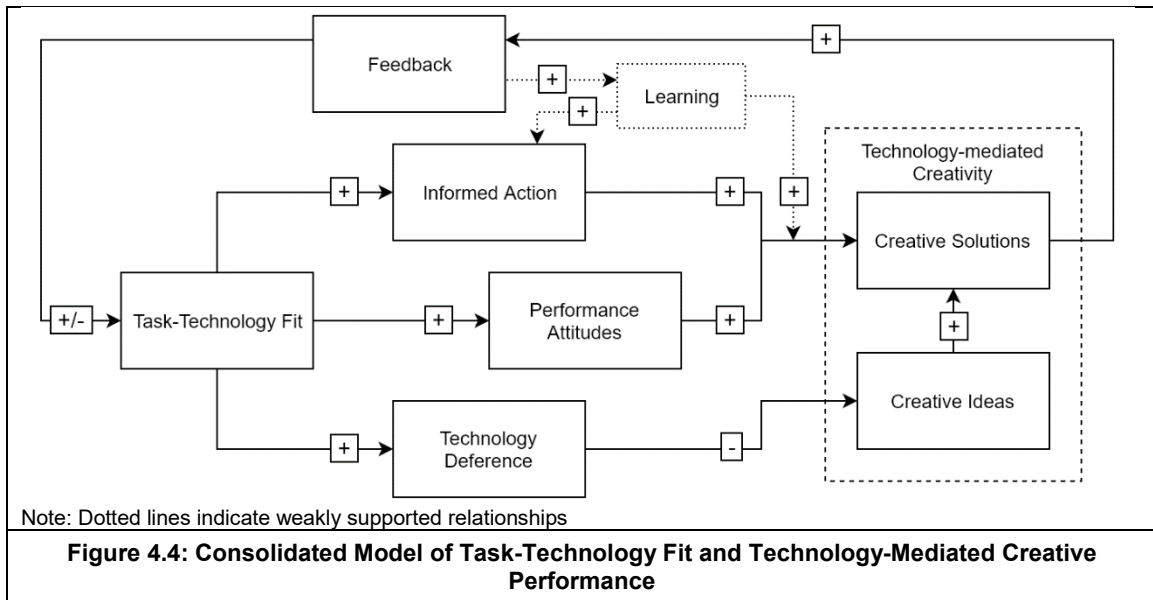 Feedback
+
+
Learning
+
Technology-mediated
Creativity
+
Informed Action
+
+
Creative Solutions
+/-
Task-Technology Fit
+
Performance
Attitudes
+
+
Creative Ideas
+
Technology
Deference
-
Note: Dotted lines indicate weakly supported relationships
Figure 4.4: Consolidated Model of Task-Technology Fit and Technology-Mediated Creative
Performance